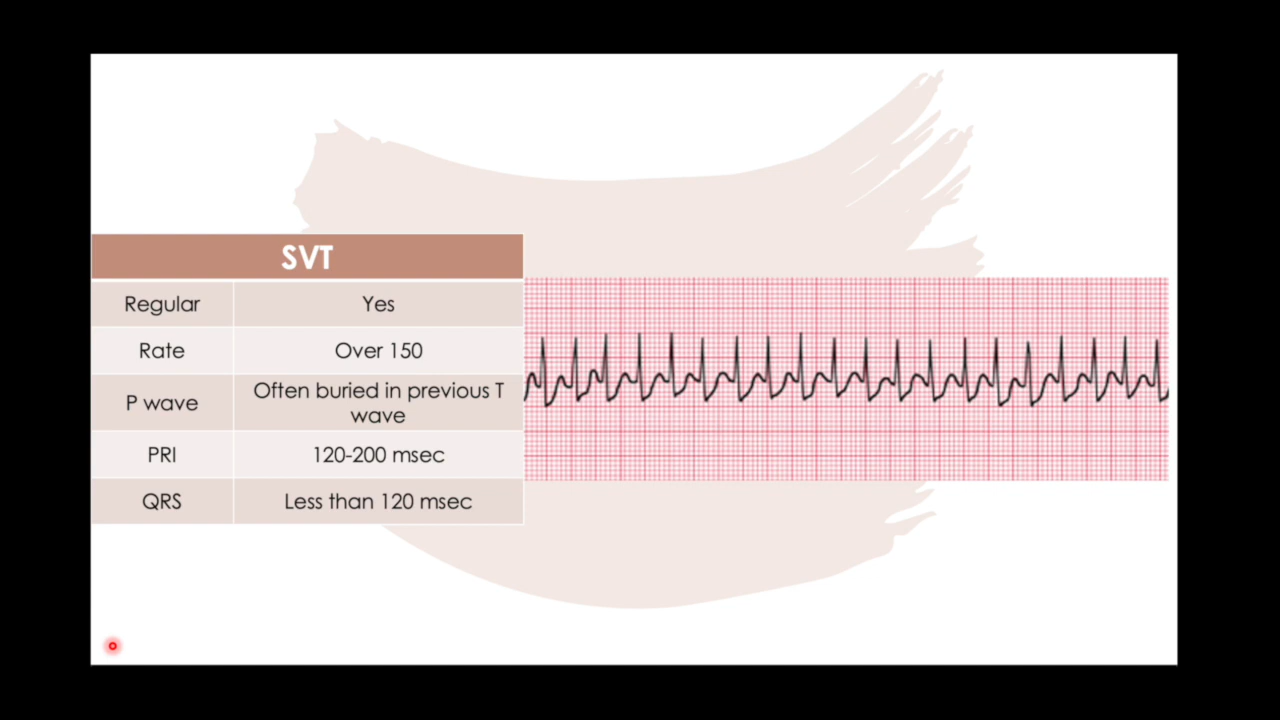 SVT
Regular Yes
Rate Over 150
P wave Often buried in previous T
wave
PRI 120-200 msec
QRS Less than 120 msec